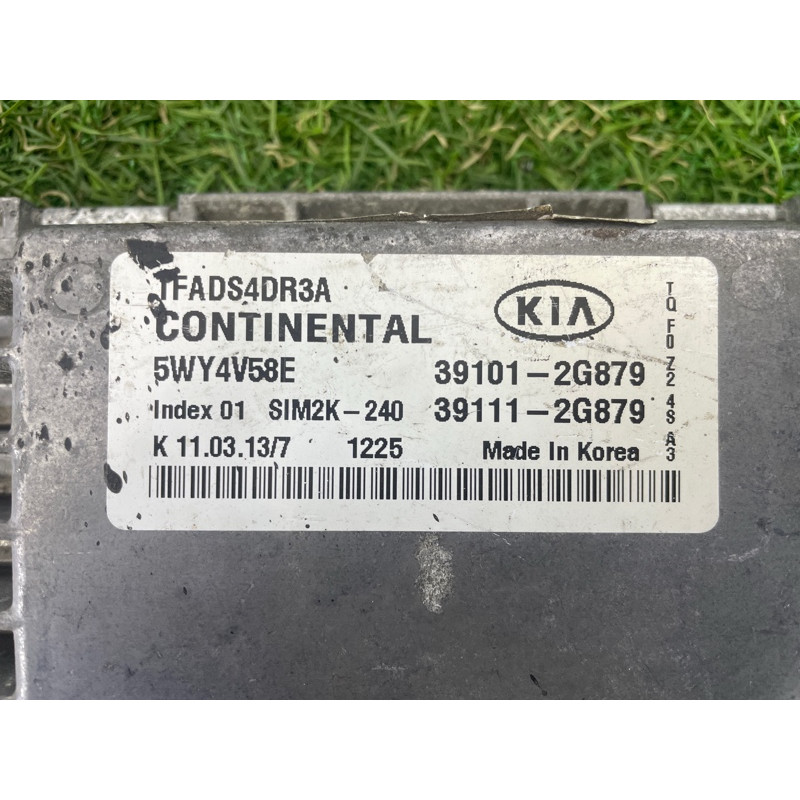 TFADS4DR3A
CONTINENTAL
KIA
5WY4V58E 39101-2G879
Index 01 SIM2K-240 39111-2G879
K 11.03.13/7 1225 Made In Korea
TQ F0 Z2 4S A3